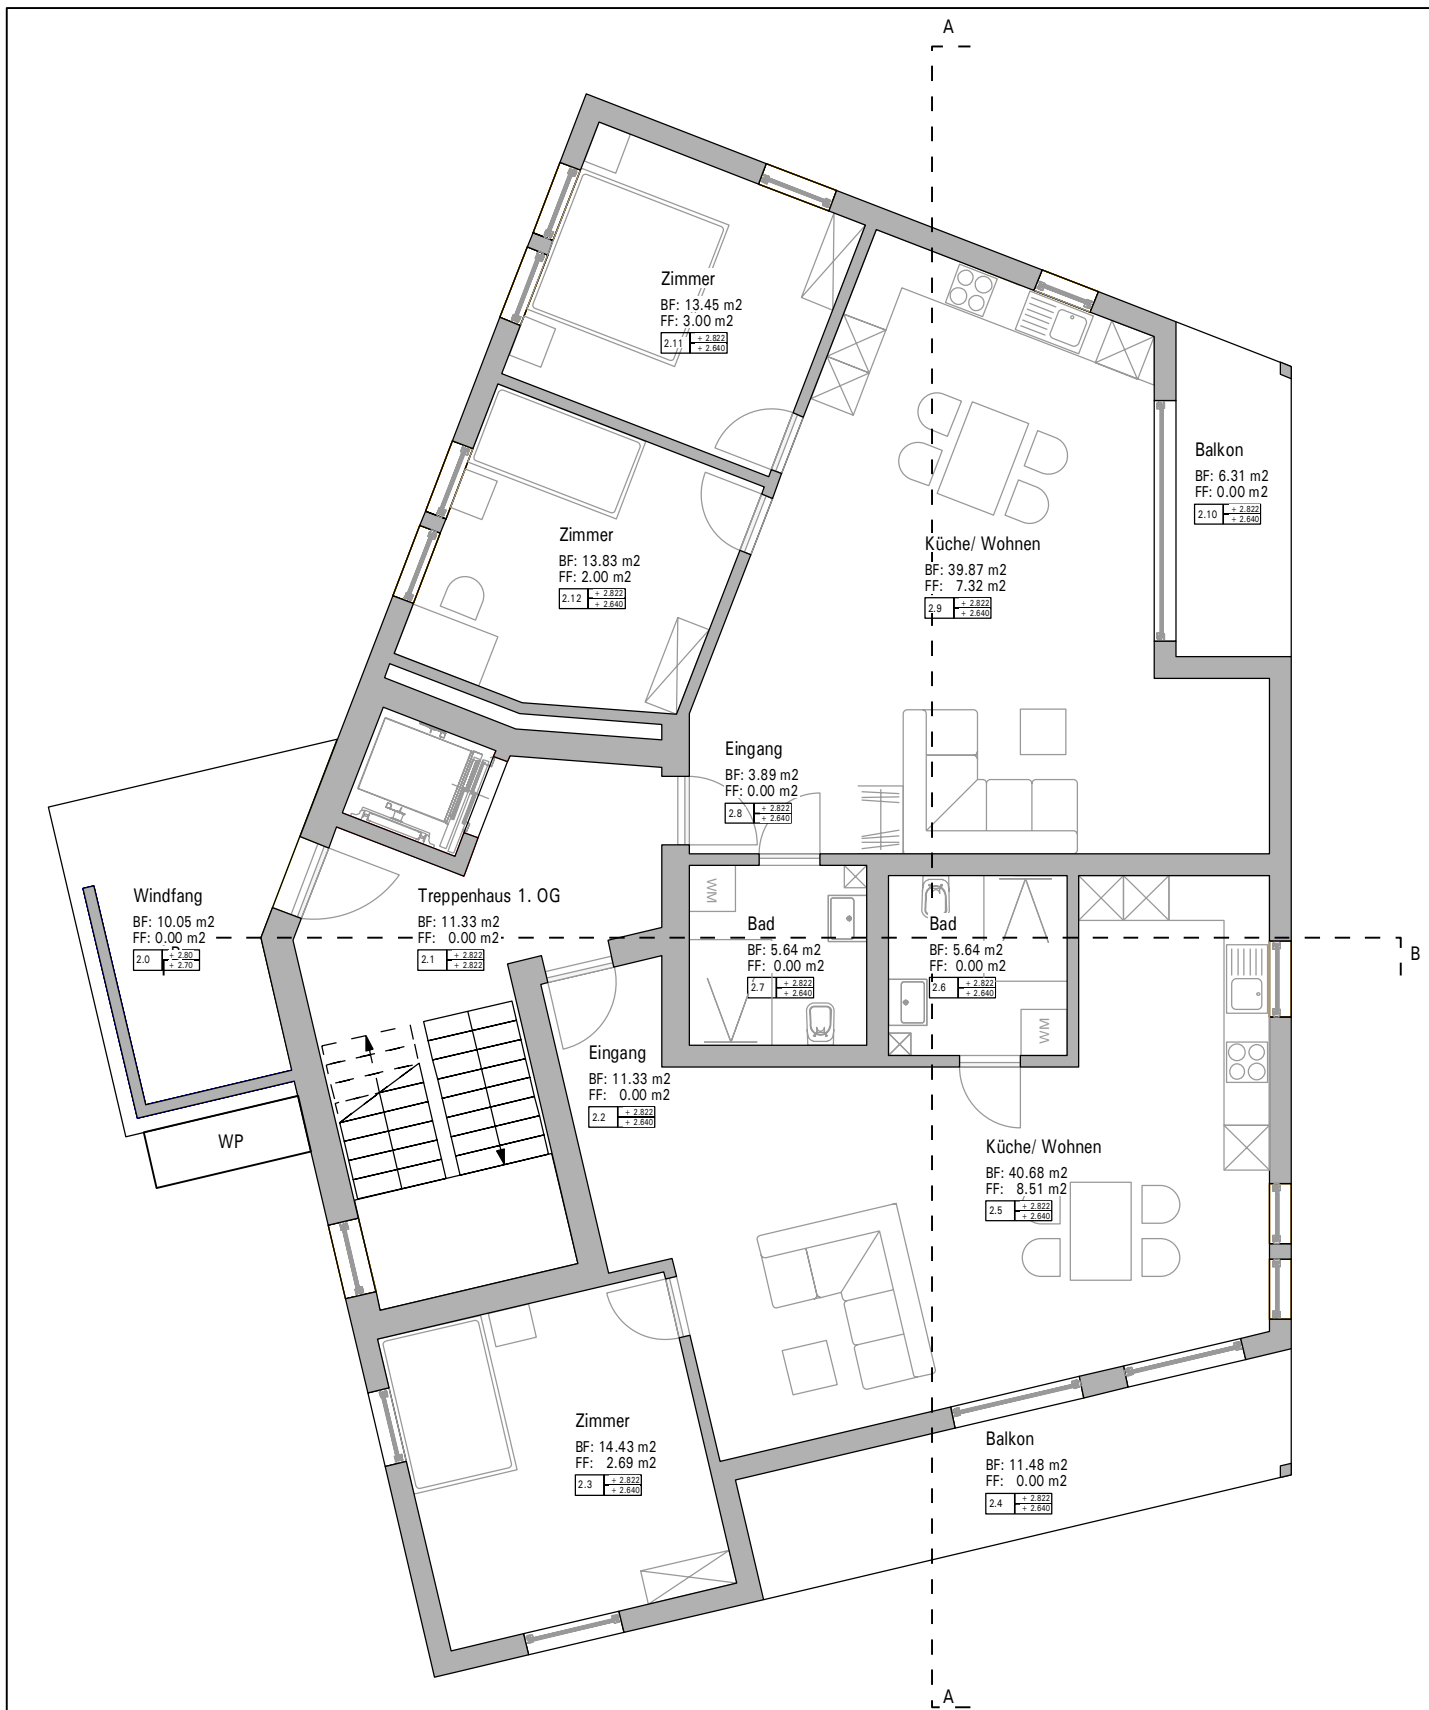 A
Zimmer
BF: 13.45 m2
FF: 3.00 m2
2.11
+ 2.822
+ 2.640
Balkon
BF: 6.31 m2
FF: 0.00 m2
2.10
+ 2.822
+ 2.640
Zimmer
BF: 13.83 m2
FF: 2.00 m2
2.12
+ 2.822
+ 2.640
Küche/ Wohnen
BF: 39.87 m2
FF: 7.32 m2
2.9
+ 2.822
+ 2.640
Eingang
BF: 3.89 m2
FF: 0.00 m2
2.8
+ 2.822
+ 2.640
Windfang
BF: 10.05 m2
FF: 0.00 m2
2.0
+ 2.80
+ 2.70
Treppenhaus 1. OG
BF: 11.33 m2
FF: 0.00 m2
2.1
+ 2.822
+ 2.822
WM
Bad
BF: 5.64 m2
FF: 0.00 m2
2.7
+ 2.822
+ 2.640
Bad
BF: 5.64 m2
FF: 0.00 m2
2.6
+ 2.822
+ 2.640
WM
B
Eingang
BF: 11.33 m2
FF: 0.00 m2
2.2
+ 2.822
+ 2.640
WP
Küche/ Wohnen
BF: 40.68 m2
FF: 8.51 m2
2.5
+ 2.822
+ 2.640
Zimmer
BF: 14.43 m2
FF: 2.69 m2
2.3
+ 2.822
+ 2.640
Balkon
BF: 11.48 m2
FF: 0.00 m2
2.4
+ 2.822
+ 2.640
A